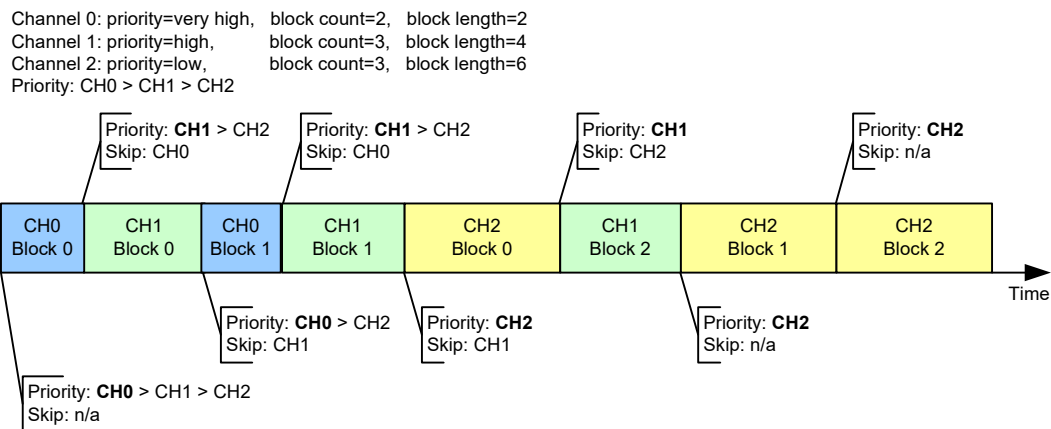 Channel 0: priority=very high, block count=2, block length=2
Channel 1: priority=high, block count=3, block length=4
Channel 2: priority=low, block count=3, block length=6
Priority: CH0 > CH1 > CH2
Priority: CH1 > CH2
Skip: CH0
Priority: CH1 > CH2
Skip: CH0
Priority: CH1
Skip: CH2
Priority: CH2
Skip: n/a
CH0
Block 0
CH1
Block 0
CH0
Block 1
CH1
Block 1
CH2
Block 0
CH1
Block 2
CH2
Block 1
CH2
Block 2
Time
Priority: CH0 > CH2
Skip: CH1
Priority: CH2
Skip: CH1
Priority: CH2
Skip: n/a
Priority: CH0 > CH1 > CH2
Skip: n/a